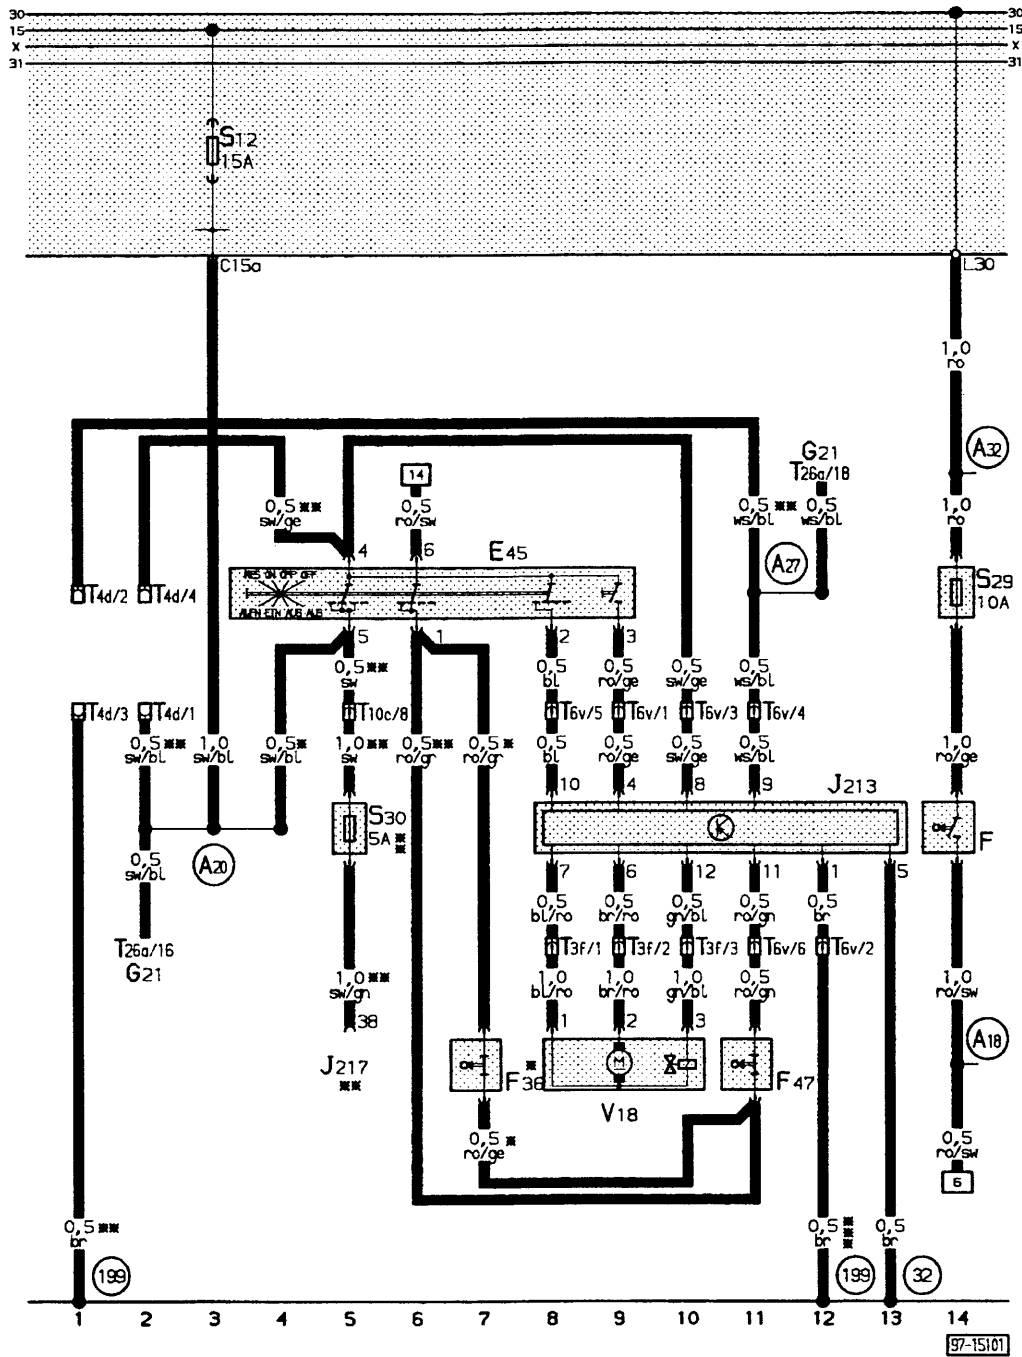 30 30
15 15
X X
31 31
S12
15A
C15a L30
1,0
ro
A32
G21
T26a/18
14
0,5 **
sw/ge
0,5
ro/sw
0,5 **
ws/bl
0,5
ws/bl
1,0
ro
4 6 E45
A27
S29
10A
T4d/2 T4d/4
5 1 2 3
0,5 **
sw
0,5
bl
0,5
ro/ge
0,5
sw/ge
0,5
ws/bl
T4d/3 T4d/1 T10c/8 T6v/5 T6v/1 T6v/3 T6v/4
0,5 **
sw/bl
1,0
sw/bl
0,5 *
sw/bl
1,0 **
sw
0,5 **
ro/gr
0,5 *
ro/gr
0,5
bl
0,5
ro/ge
0,5
sw/ge
0,5
ws/bl
1,0
ro/ge
10 4 8 9 J213
S30
5A **
F
A20
0,5
sw/bl
7 6 12 11 1 5
0,5
bl/ro
0,5
br/ro
0,5
gn/bl
0,5
ro/gn
0,5
br
T26a/16
G21
T3f/1 T3f/2 T3f/3 T6v/6 T6v/2
1,0 **
sw/gn
1,0
bl/ro
1,0
br/ro
1,0
gn/bl
0,5
ro/gn
1,0
ro/sw
38
1 2 3
A18
J217
**
F36
M
F47
V18
0,5 *
ro/ge
0,5
ro/sw
6
0,5 **
br
0,5 ***
br
0,5
br
199 199 32
1 2 3 4 5 6 7 8 9 10 11 12 13 14
97-15101